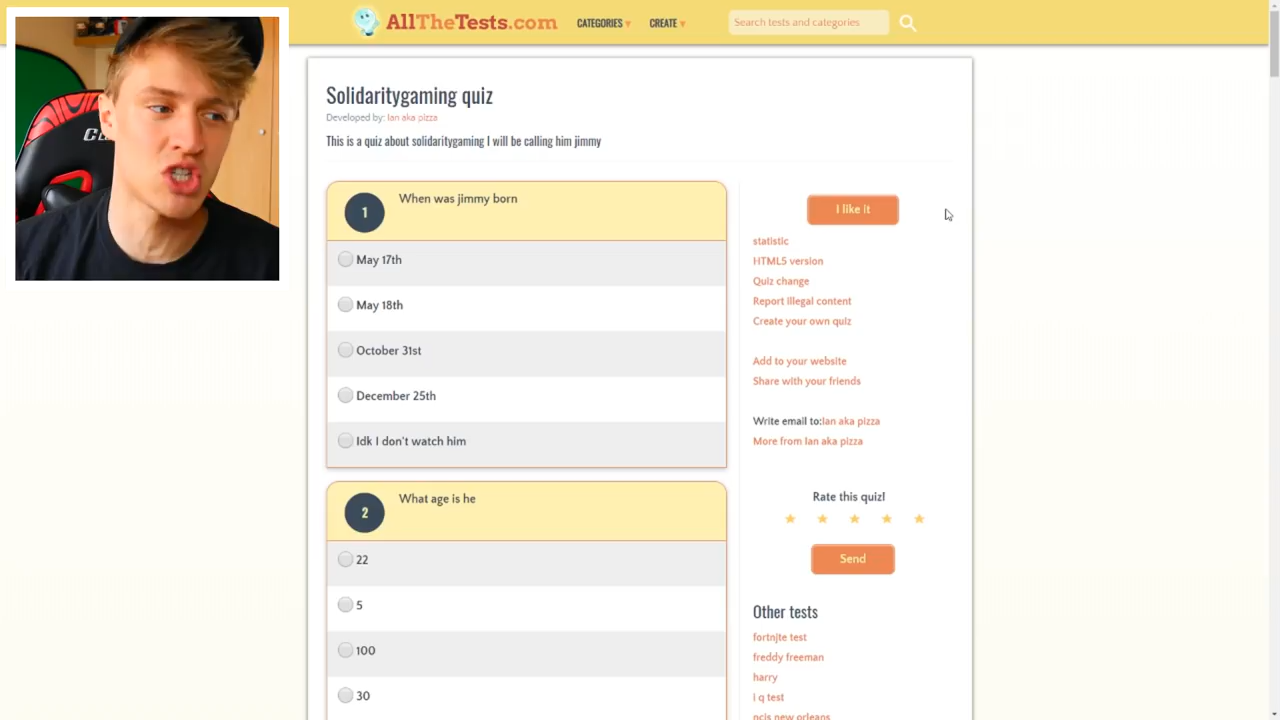 AllTheTests.com
CATEGORIES
CREATE
Search tests and categories
Solidaritygaming quiz
Developed by: Ian aka pizza
This is a quiz about solidaritygaming I will be calling him jimmy
1
When was jimmy born
May 17th
May 18th
October 31st
December 25th
Idk I don't watch him
2
What age is he
22
5
100
30
I like it
statistic
HTML5 version
Quiz change
Report illegal content
Create your own quiz
Add to your website
Share with your friends
Write email to:Ian aka pizza
More from Ian aka pizza
Rate this quiz!
Send
Other tests
fortnjte test
freddy freeman
harry
i q test
ncis new orleans